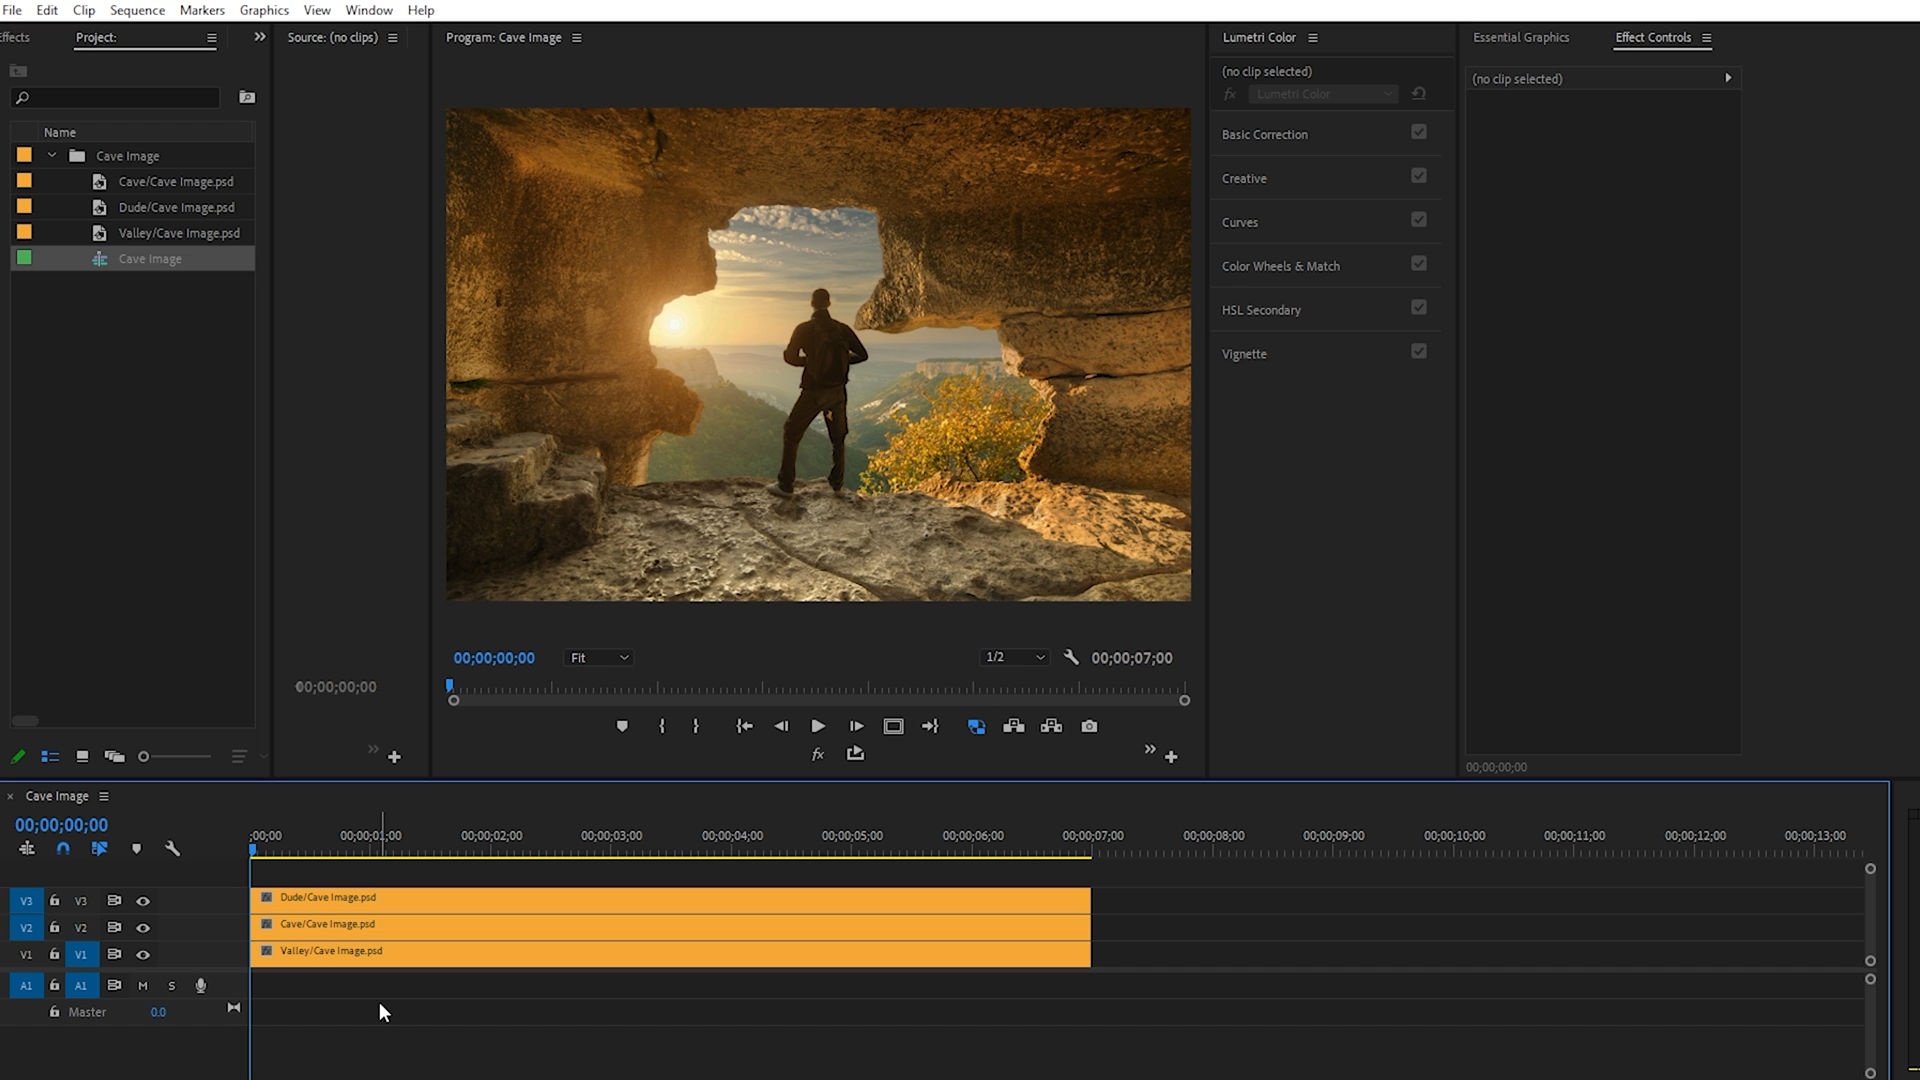 File Edit Clip Sequence Markers Graphics View Window Help
ffects Project: Source: (no clips) Program: Cave Image Lumetri Color Essential Graphics Effect Controls
(no clip selected) (no clip selected)
fx Lumetri Color
Name
Cave Image
Cave/Cave Image.psd
Dude/Cave Image.psd
Valley/Cave Image.psd
Cave Image
Basic Correction
Creative
Curves
Color Wheels & Match
HSL Secondary
Vignette
00;00;00;00 Fit 1/2 00;00;07;00
00;00;00;00
fx
00;00;00;00
× Cave Image
00;00;00;00
;00;00 00;00;01;00 00;00;02;00 00;00;03;00 00;00;04;00 00;00;05;00 00;00;06;00 00;00;07;00 00;00;08;00 00;00;09;00 00;00;10;00 00;00;11;00 00;00;12;00 00;00;13;00
V3 V3 Dude/Cave Image.psd
V2 V2 Cave/Cave Image.psd
V1 V1 Valley/Cave Image.psd
A1 A1 M S
Master 0.0